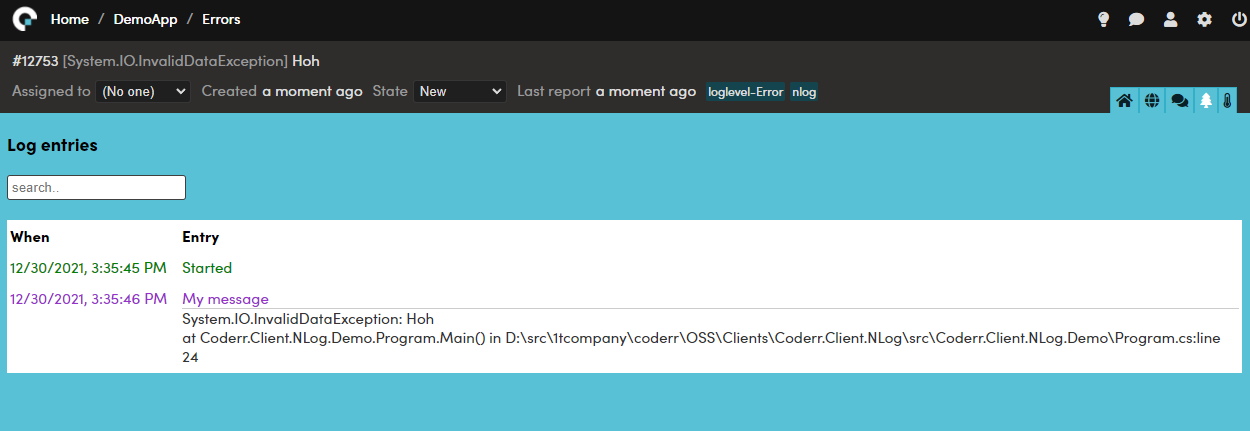 Home / DemoApp / Errors
#12753 [System.IO.InvalidDataException] Hoh
Assigned to (No one) Created a moment ago State New Last report a moment ago loglevel-Error nlog
Log entries
search..
When Entry
12/30/2021, 3:35:45 PM Started
12/30/2021, 3:35:46 PM My message
System.IO.InvalidDataException: Hoh
at Coderr.Client.NLog.Demo.Program.Main() in D:\src\1tcompany\coderr\OSS\Clients\Coderr.Client.NLog\src\Coderr.Client.NLog.Demo\Program.cs:line
24